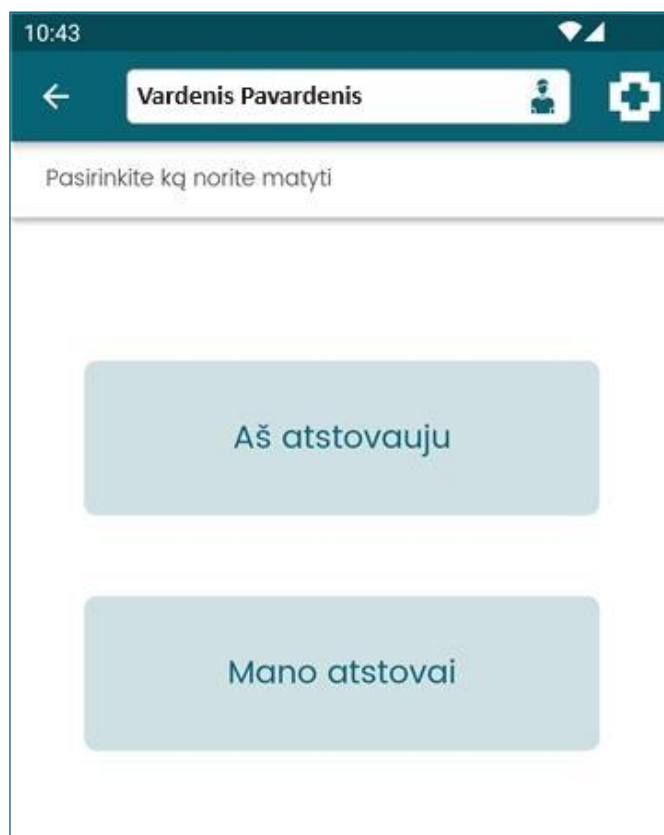 10:43
Vardenis Pavardenis
Pasirinkite ką norite matyti
Aš atstovauju
Mano atstovai